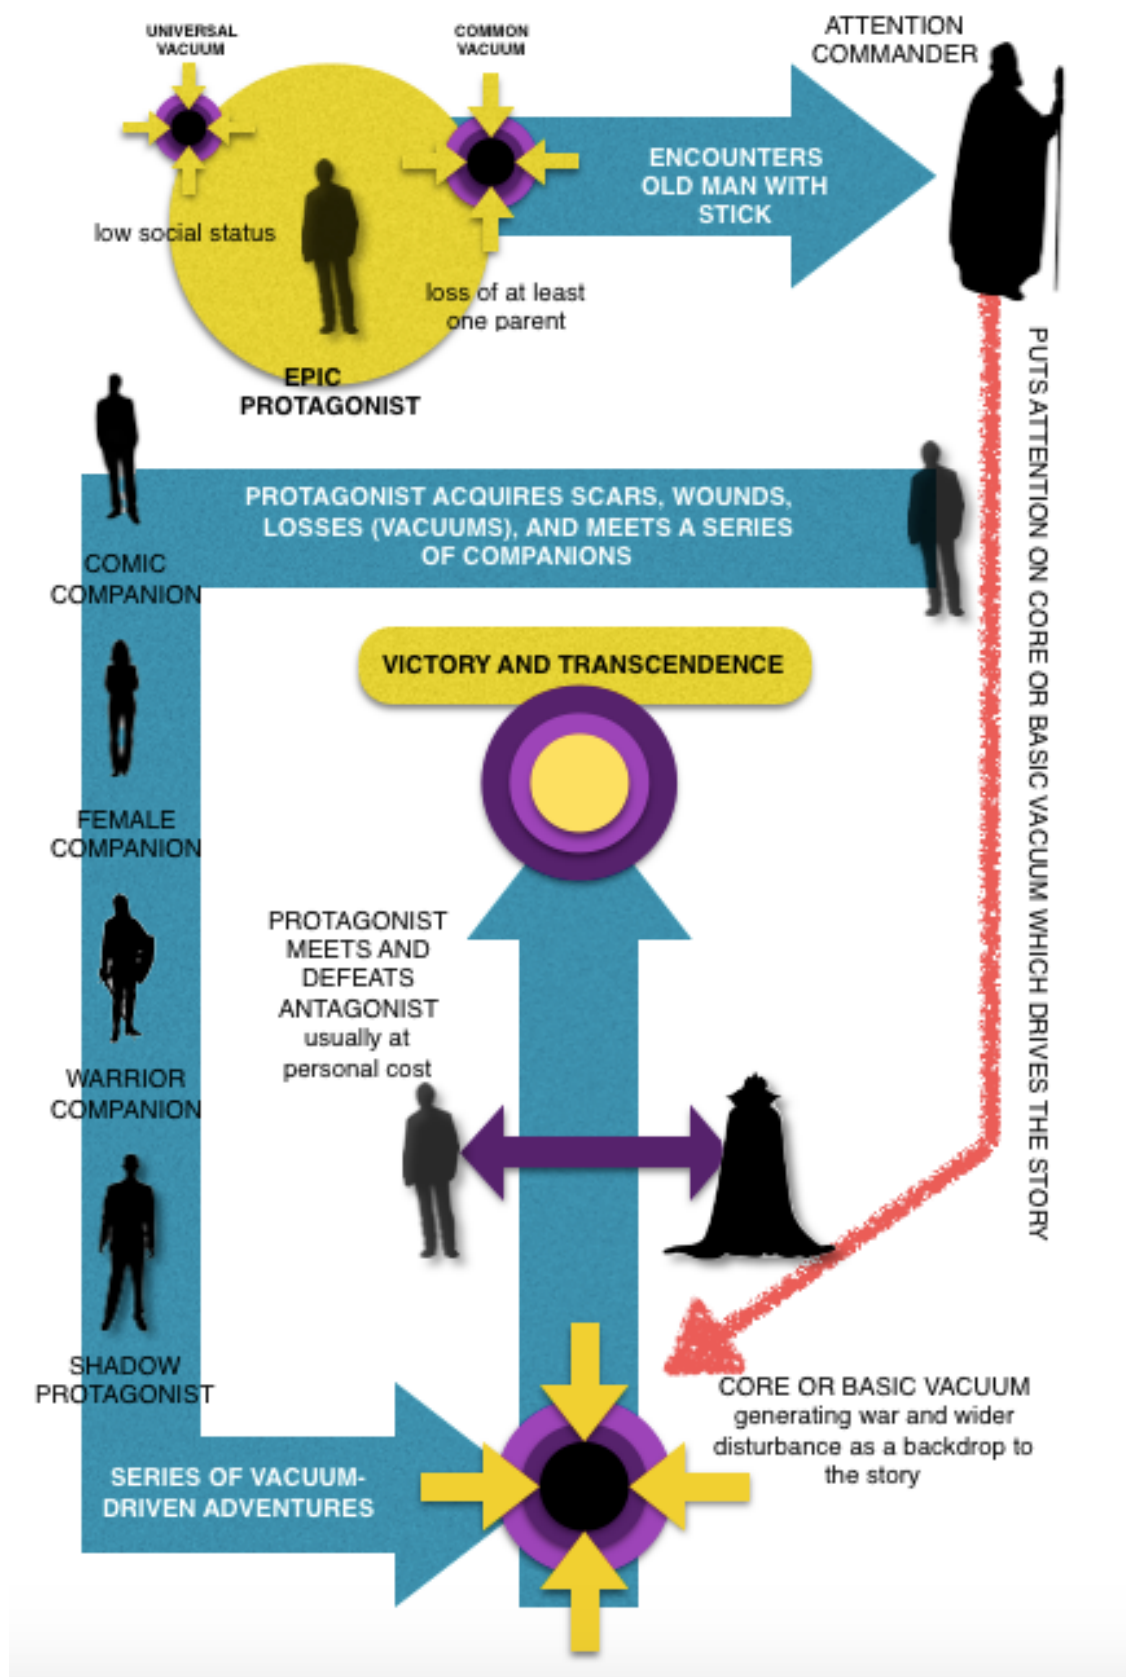 UNIVERSAL
VACUUM
COMMON
VACUUM
ATTENTION
COMMANDER
ENCOUNTERS
OLD MAN WITH
STICK
low social status
loss of at least
one parent
EPIC
PROTAGONIST
PUTS ATTENTION ON CORE OR BASIC VACUUM WHICH DRIVES THE STORY
PROTAGONIST ACQUIRES SCARS, WOUNDS,
LOSSES (VACUUMS), AND MEETS A SERIES
OF COMPANIONS
COMIC
COMPANION
VICTORY AND TRANSCENDENCE
FEMALE
COMPANION
PROTAGONIST
MEETS AND
DEFEATS
ANTAGONIST
usually at
personal cost
WARRIOR
COMPANION
SHADOW
PROTAGONIST
CORE OR BASIC VACUUM
generating war and wider
disturbance as a backdrop to
the story
SERIES OF VACUUM-
DRIVEN ADVENTURES